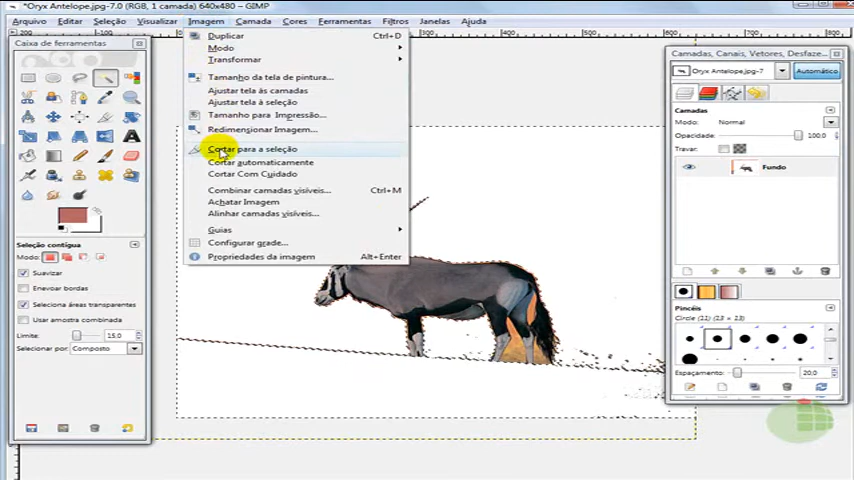 *Oryx Antelope.jpg-7.0 (RGB, 1 camada) 640x480 – GIMP
Arquivo Editar Seleção Visualizar Imagem Camada Cores Ferramentas Filtros Janelas Ajuda
Caixa de ferramentas
Duplicar Ctrl+D
Modo
Transformar
Tamanho da tela de pintura...
Ajustar tela às camadas
Ajustar tela à seleção
Tamanho para Impressão...
Redimensionar Imagem...
Cortar para a seleção
Cortar automaticamente
Cortar Com Cuidado
Combinar camadas visíveis... Ctrl+M
Achatar Imagem
Alinhar camadas visíveis...
Guias
Configurar grade...
Propriedades da imagem Alt+Enter
-100 300 400 500
Seleção contígua
Modo:
Suavizar
Enevoar bordas
Seleciona áreas transparentes
Usar amostra combinada
Limite: 15,0
Selecionar por: Composto
Camadas, Canais, Vetores, Desfaze...
Oryx Antelope.jpg-7 Automático
Camadas
Modo: Normal
Opacidade: 100,0
Travar:
Fundo
Pincéis
Circle (11) (13 × 13)
Espaçamento: 20,0